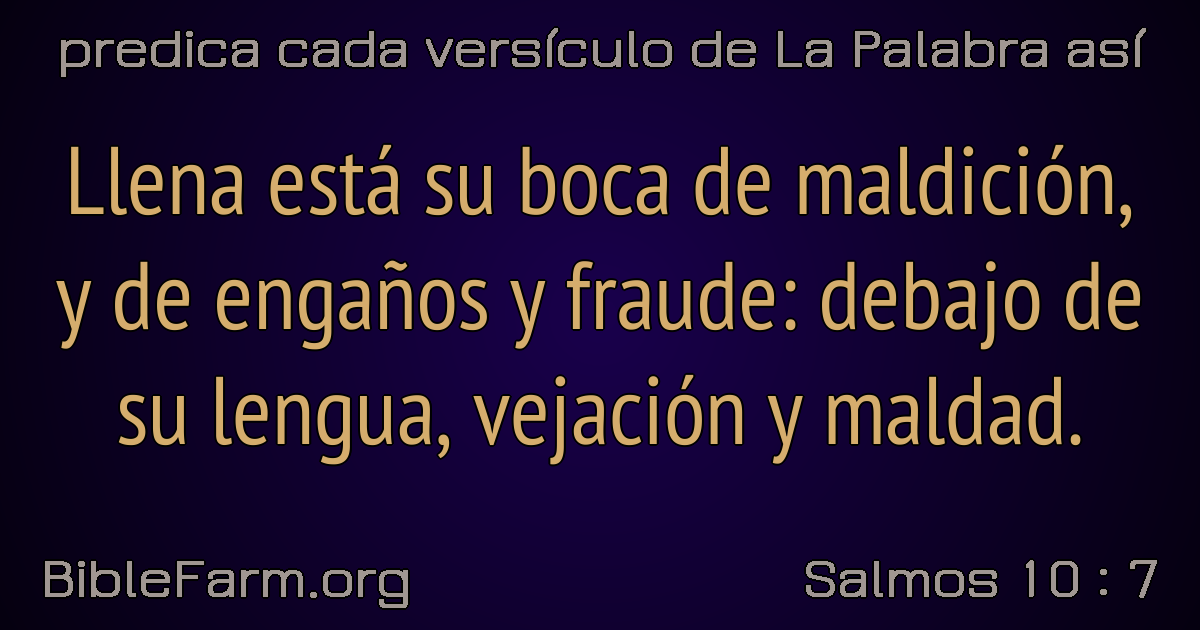 predica cada versículo de La Palabra así
Llena está su boca de maldición,
y de engaños y fraude: debajo de
su lengua, vejación y maldad.
BibleFarm.org
Salmos 10 : 7